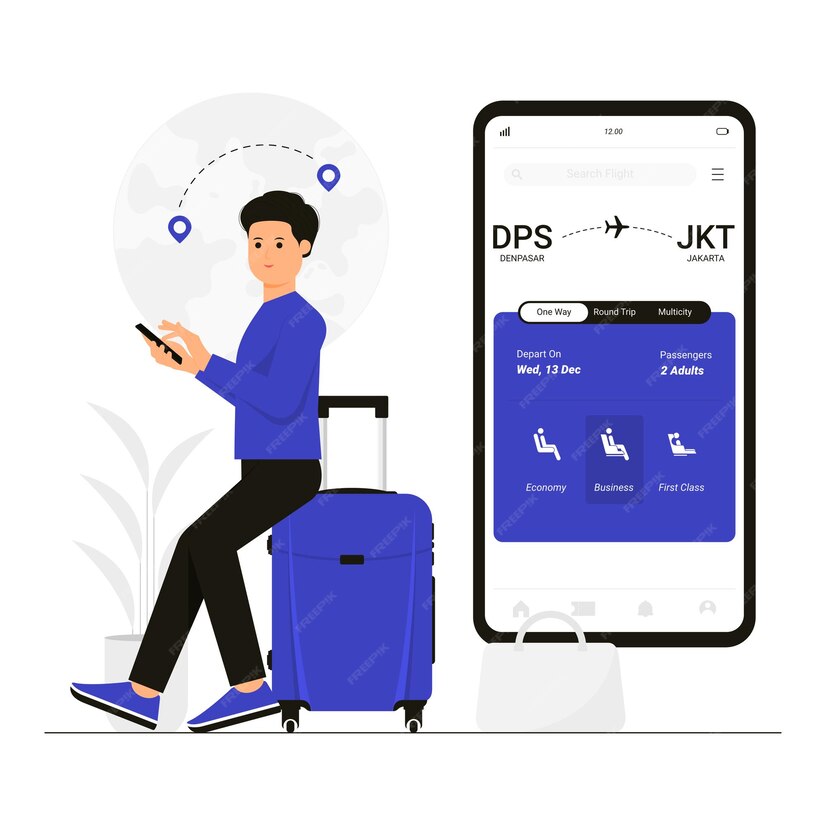 12.00
Search Flight
DPS JKT
DENPASAR JAKARTA
One Way Round Trip Multicity
Depart On Passengers
Wed, 13 Dec 2 Adults
Economy Business First Class
FREEPIK